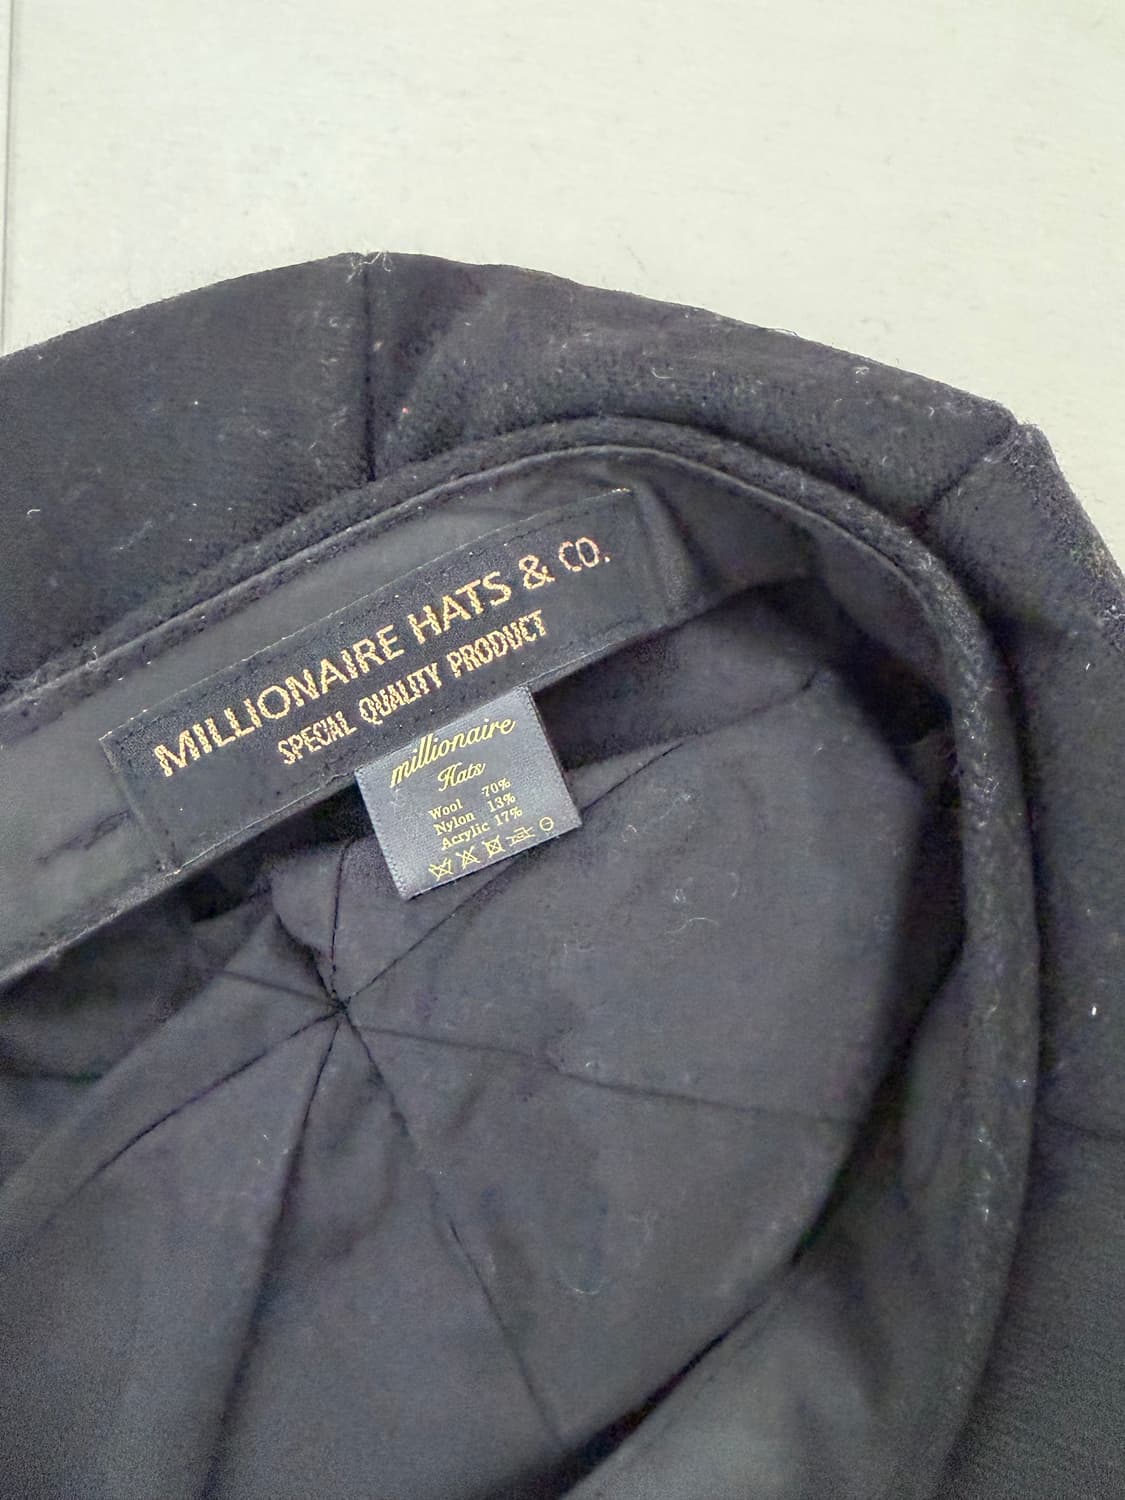 MILLIONAIRE HATS & CO.
SPECIAL QUALITY PRODUCT
millionaire
Hats
Wool 70%
Nylon 13%
Acrylic 17%